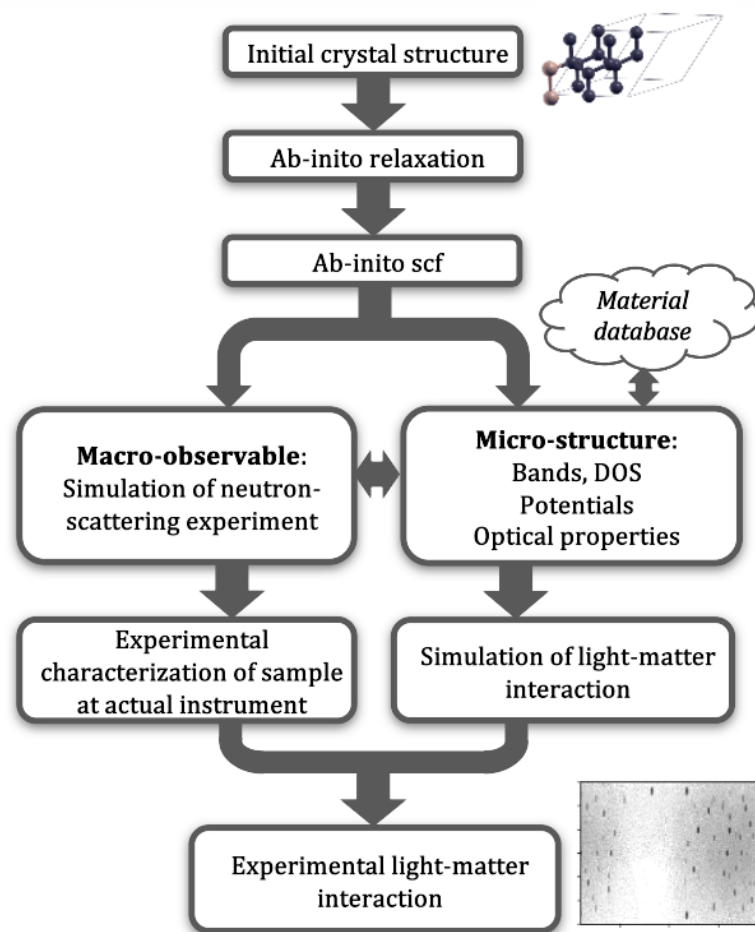 Initial crystal structure
Ab-inito relaxation
Ab-inito scf
Material
database
Macro-observable:
Simulation of neutron-
scattering experiment
Micro-structure:
Bands, DOS
Potentials
Optical properties
Experimental
characterization of sample
at actual instrument
Simulation of light-matter
interaction
Experimental light-matter
interaction